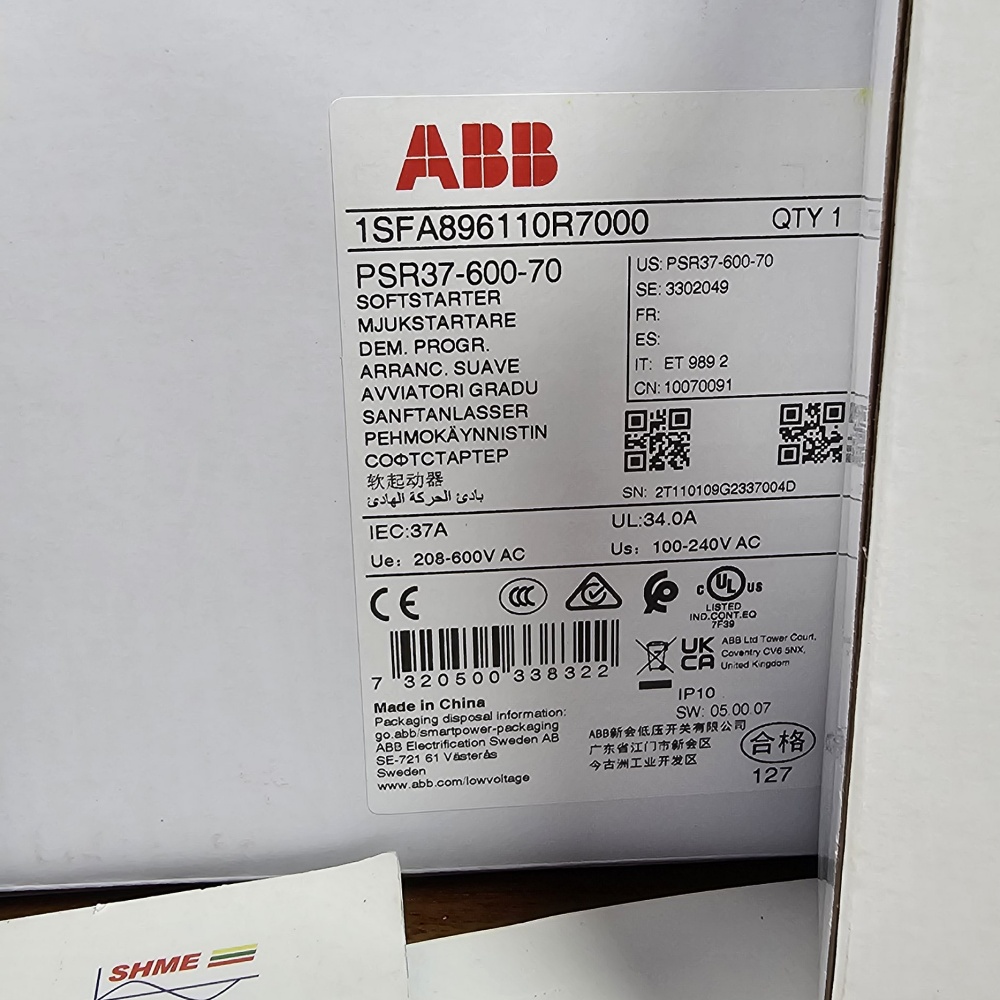 ABB
1SFA896110R7000 QTY 1
PSR37-600-70
SOFTSTARTER
MJUKSTARTARE
DEM. PROGR.
ARRANC. SUAVE
AVVIATORI GRADU
SANFTANLASSER
PEHMOKÄYNNISTIN
СОФТСТАРТЕР
软起动器
بادئ الحركة الهادئ
US: PSR37-600-70
SE: 3302049
FR:
ES:
IT: ET 989 2
CN: 10070091
SN: 2T110109G2337004D
IEC:37A UL:34.0A
Ue: 208-600V AC Us: 100-240V AC
CE CCC C UL US
LISTED
IND.CONT.EQ
7F39
7 320500 338322
UK
CA
ABB Ltd Tower Court,
Coventry CV6 5NX,
United Kingdom
IP10
SW: 05.00.07
Made in China
Packaging disposal information:
go.abb/smartpower-packaging
ABB Electrification Sweden AB
SE-721 61 Västerås
Sweden
www.abb.com/lowvoltage
ABB新会低压开关有限公司
广东省江门市新会区
今古洲工业开发区
合格
127
SHME